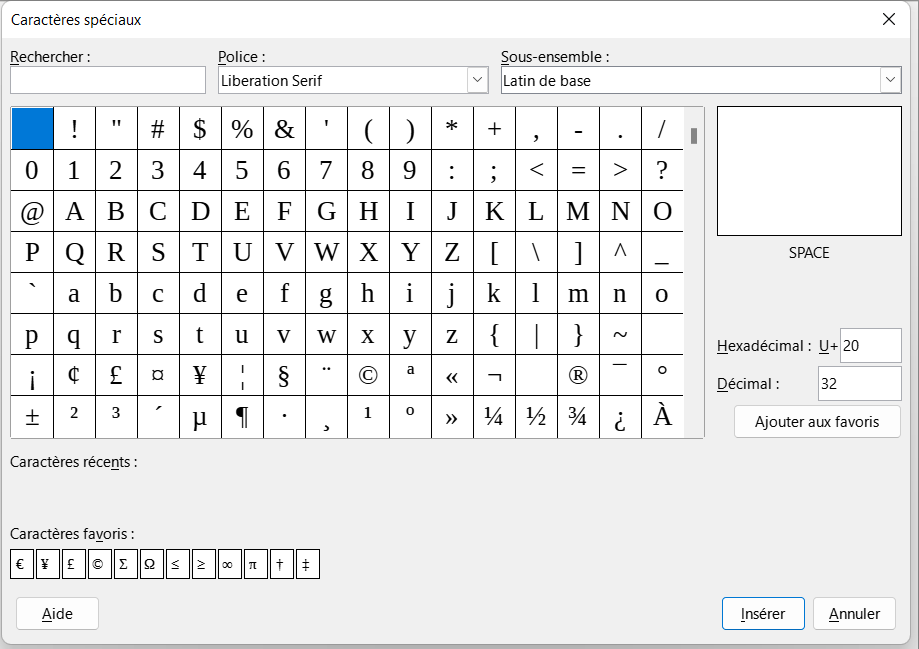 Caractères spéciaux
Rechercher :
Police :
Sous-ensemble :
Liberation Serif
Latin de base
! " # $ % & ' ( ) * + , - . /
0 1 2 3 4 5 6 7 8 9 : ; < = > ?
@ A B C D E F G H I J K L M N O
P Q R S T U V W X Y Z [ \ ] ^ _
` a b c d e f g h i j k l m n o
p q r s t u v w x y z { | } ~
¡ ¢ £ ¤ ¥ ¦ § ¨ © ª « ¬ ® ¯ °
± ² ³ ´ µ ¶ · ¸ ¹ º » ¼ ½ ¾ ¿ À
SPACE
Hexadécimal : U+ 20
Décimal : 32
Ajouter aux favoris
Caractères récents :
Caractères favoris :
€ ¥ £ © Σ Ω ≤ ≥ ∞ π † ‡
Aide
Insérer
Annuler